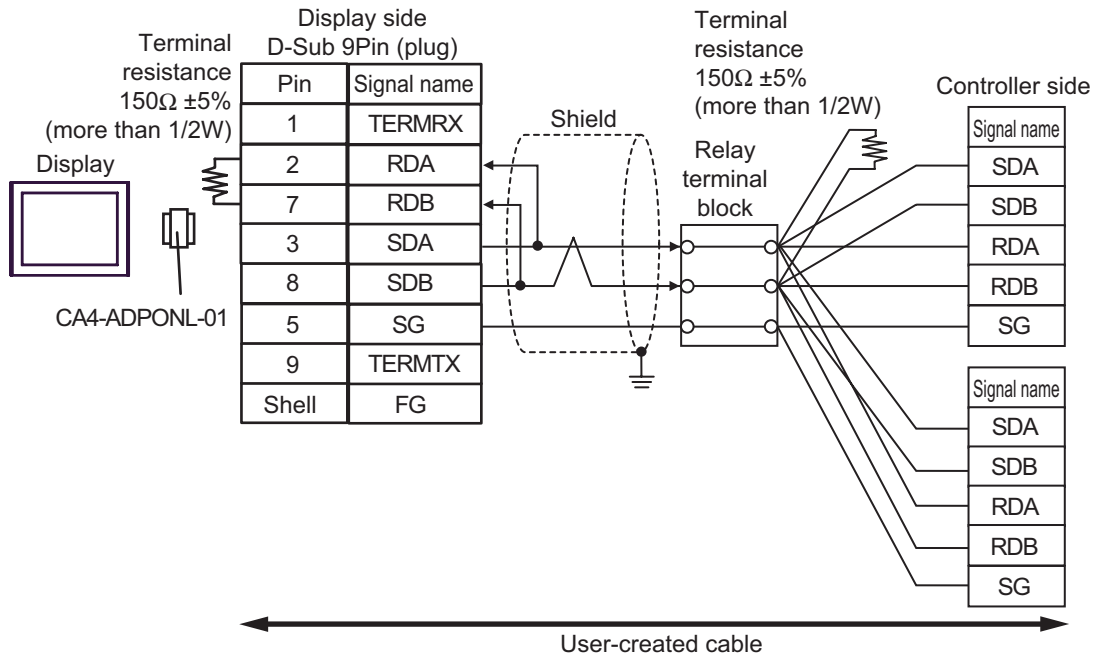 Display side
D-Sub 9Pin (plug)
Terminal
resistance
150Ω ±5%
(more than 1/2W)
Display
CA4-ADPONL-01
Pin Signal name
1 TERMRX
2 RDA
7 RDB
3 SDA
8 SDB
5 SG
9 TERMTX
Shell FG
Shield
Relay
terminal
block
Terminal
resistance
150Ω ±5%
(more than 1/2W)
Controller side
Signal name
SDA
SDB
RDA
RDB
SG
Signal name
SDA
SDB
RDA
RDB
SG
User-created cable